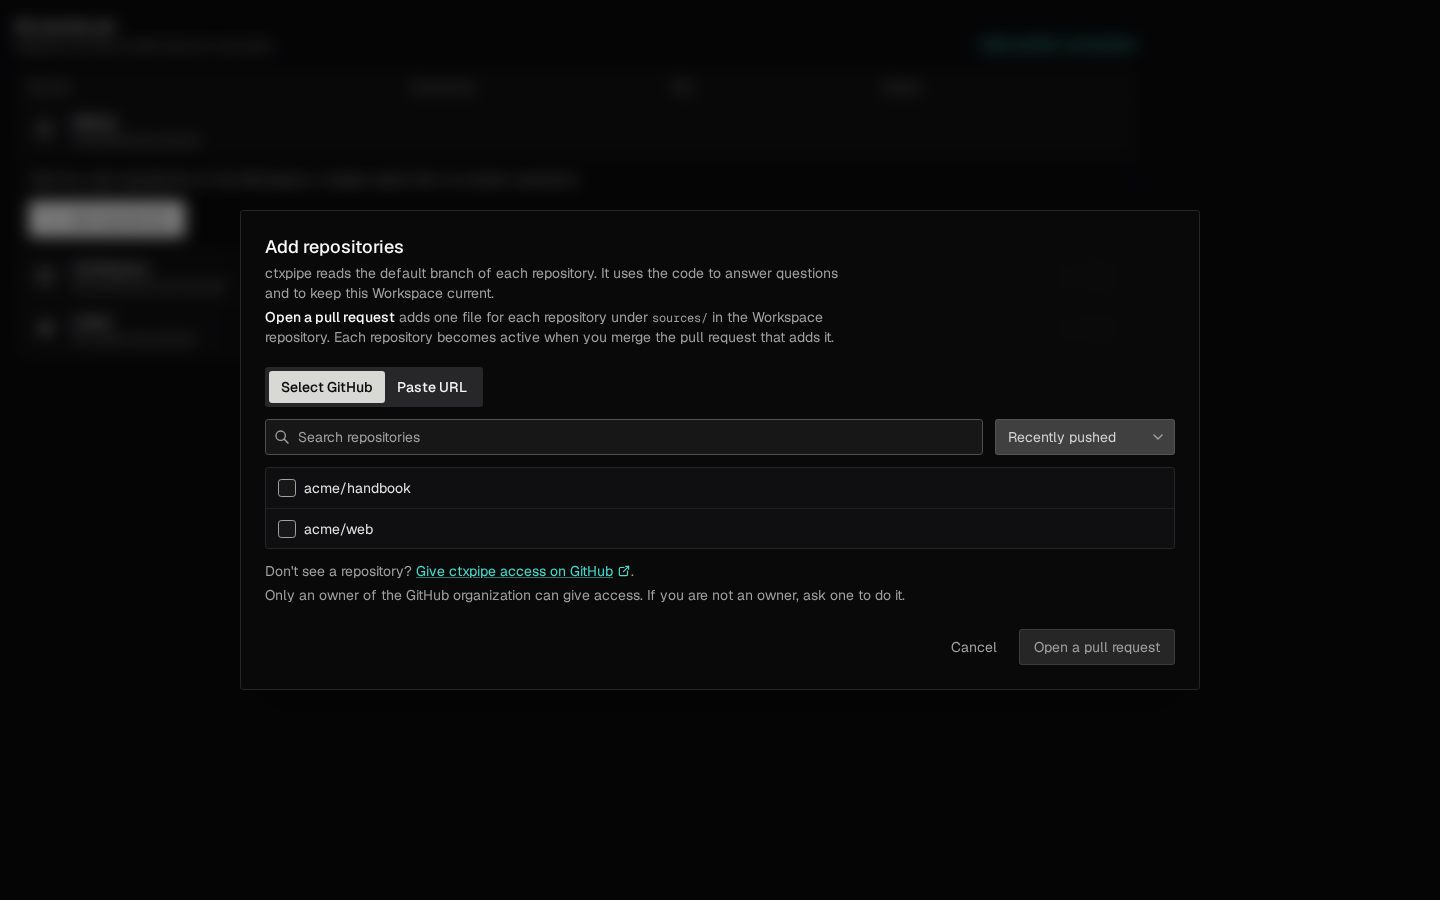 Add repositories
ctxpipe reads the default branch of each repository. It uses the code to answer questions
and to keep this Workspace current.
Open a pull request adds one file for each repository under sources/ in the Workspace
repository. Each repository becomes active when you merge the pull request that adds it.
Select GitHub Paste URL
Search repositories Recently pushed
acme/handbook
acme/web
Don't see a repository? Give ctxpipe access on GitHub.
Only an owner of the GitHub organization can give access. If you are not an owner, ask one to do it.
Cancel Open a pull request